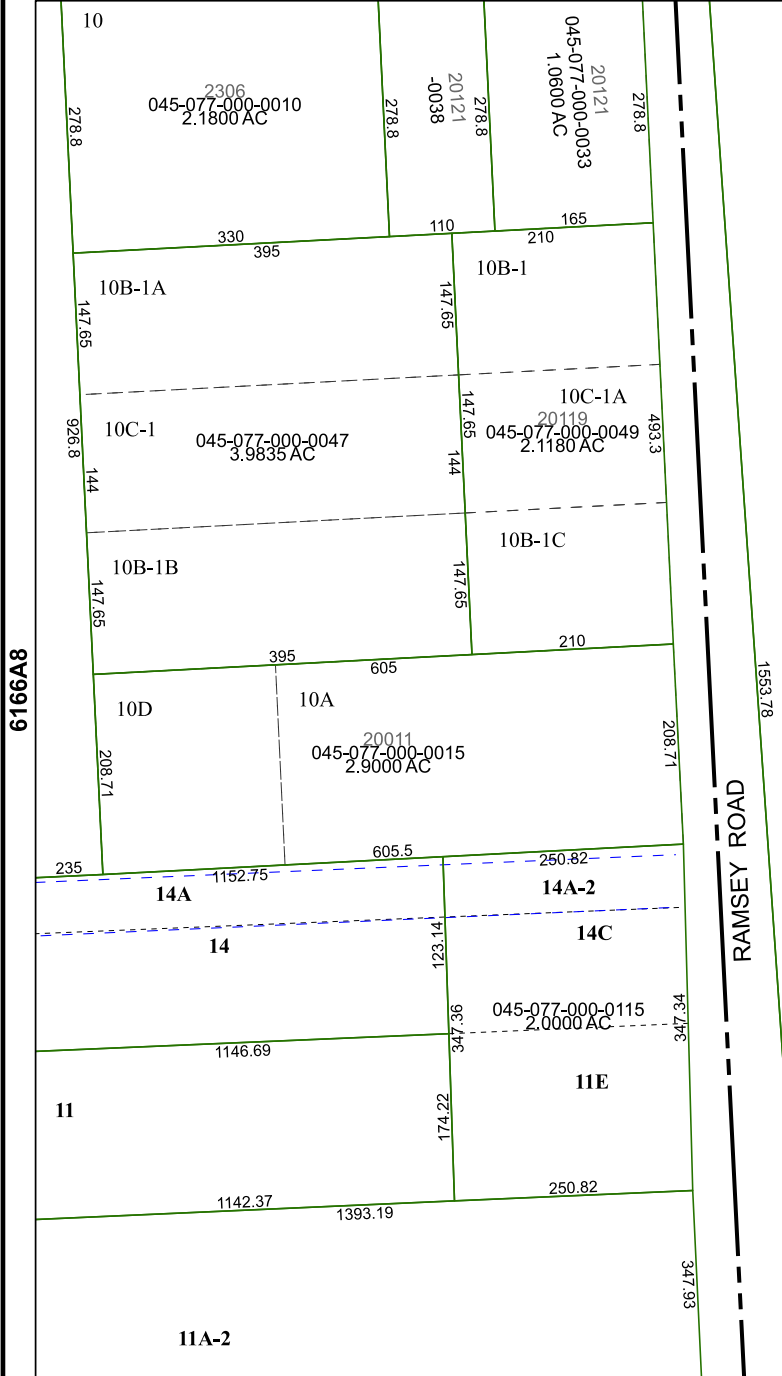 10
2306
045-077-000-0010
2.1800 AC
278.8
278.8
20121
-0038
278.8
20121
045-077-000-0033
1.0600 AC
278.8
330
395
110
165
210
10B-1A
10B-1
147.65
147.65
10C-1A
10C-1
147.65
20119
045-077-000-0049
2.1180 AC
493.3
926.8
045-077-000-0047
3.9835 AC
144
144
10B-1B
10B-1C
147.65
147.65
395
605
210
6166A8
1553.78
10D
10A
20011
045-077-000-0015
2.9000 AC
208.71
208.71
RAMSEY ROAD
235
605.5
250.82
1152.75
14A
14A-2
14
123.14
14C
045-077-000-0115
2.0000 AC
347.36
347.34
1146.69
11
11E
174.22
1142.37
250.82
1393.19
347.93
11A-2